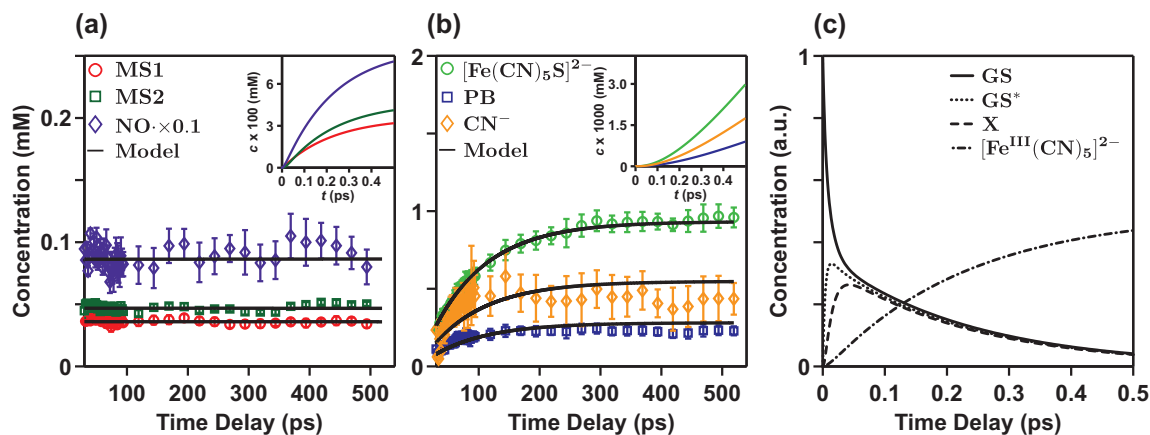 (a)
Concentration (mM)
0.2
0.1
0
MS1
MS2
NO·×0.1
Model
c x 100 (mM)
6
3
0
0 0.1 0.2 0.3 0.4
t (ps)
100 200 300 400 500
Time Delay (ps)
(b)
2
1
0
[Fe(CN)₅S]²⁻
PB
CN⁻
Model
c x 1000 (mM)
3.0
1.5
0
0 0.1 0.2 0.3 0.4
t (ps)
100 200 300 400 500
Time Delay (ps)
(c)
Concentration (a.u.)
1
0
GS
GS*
X
[Feᴵᴵᴵ(CN)₅]²⁻
0 0.1 0.2 0.3 0.4 0.5
Time Delay (ps)